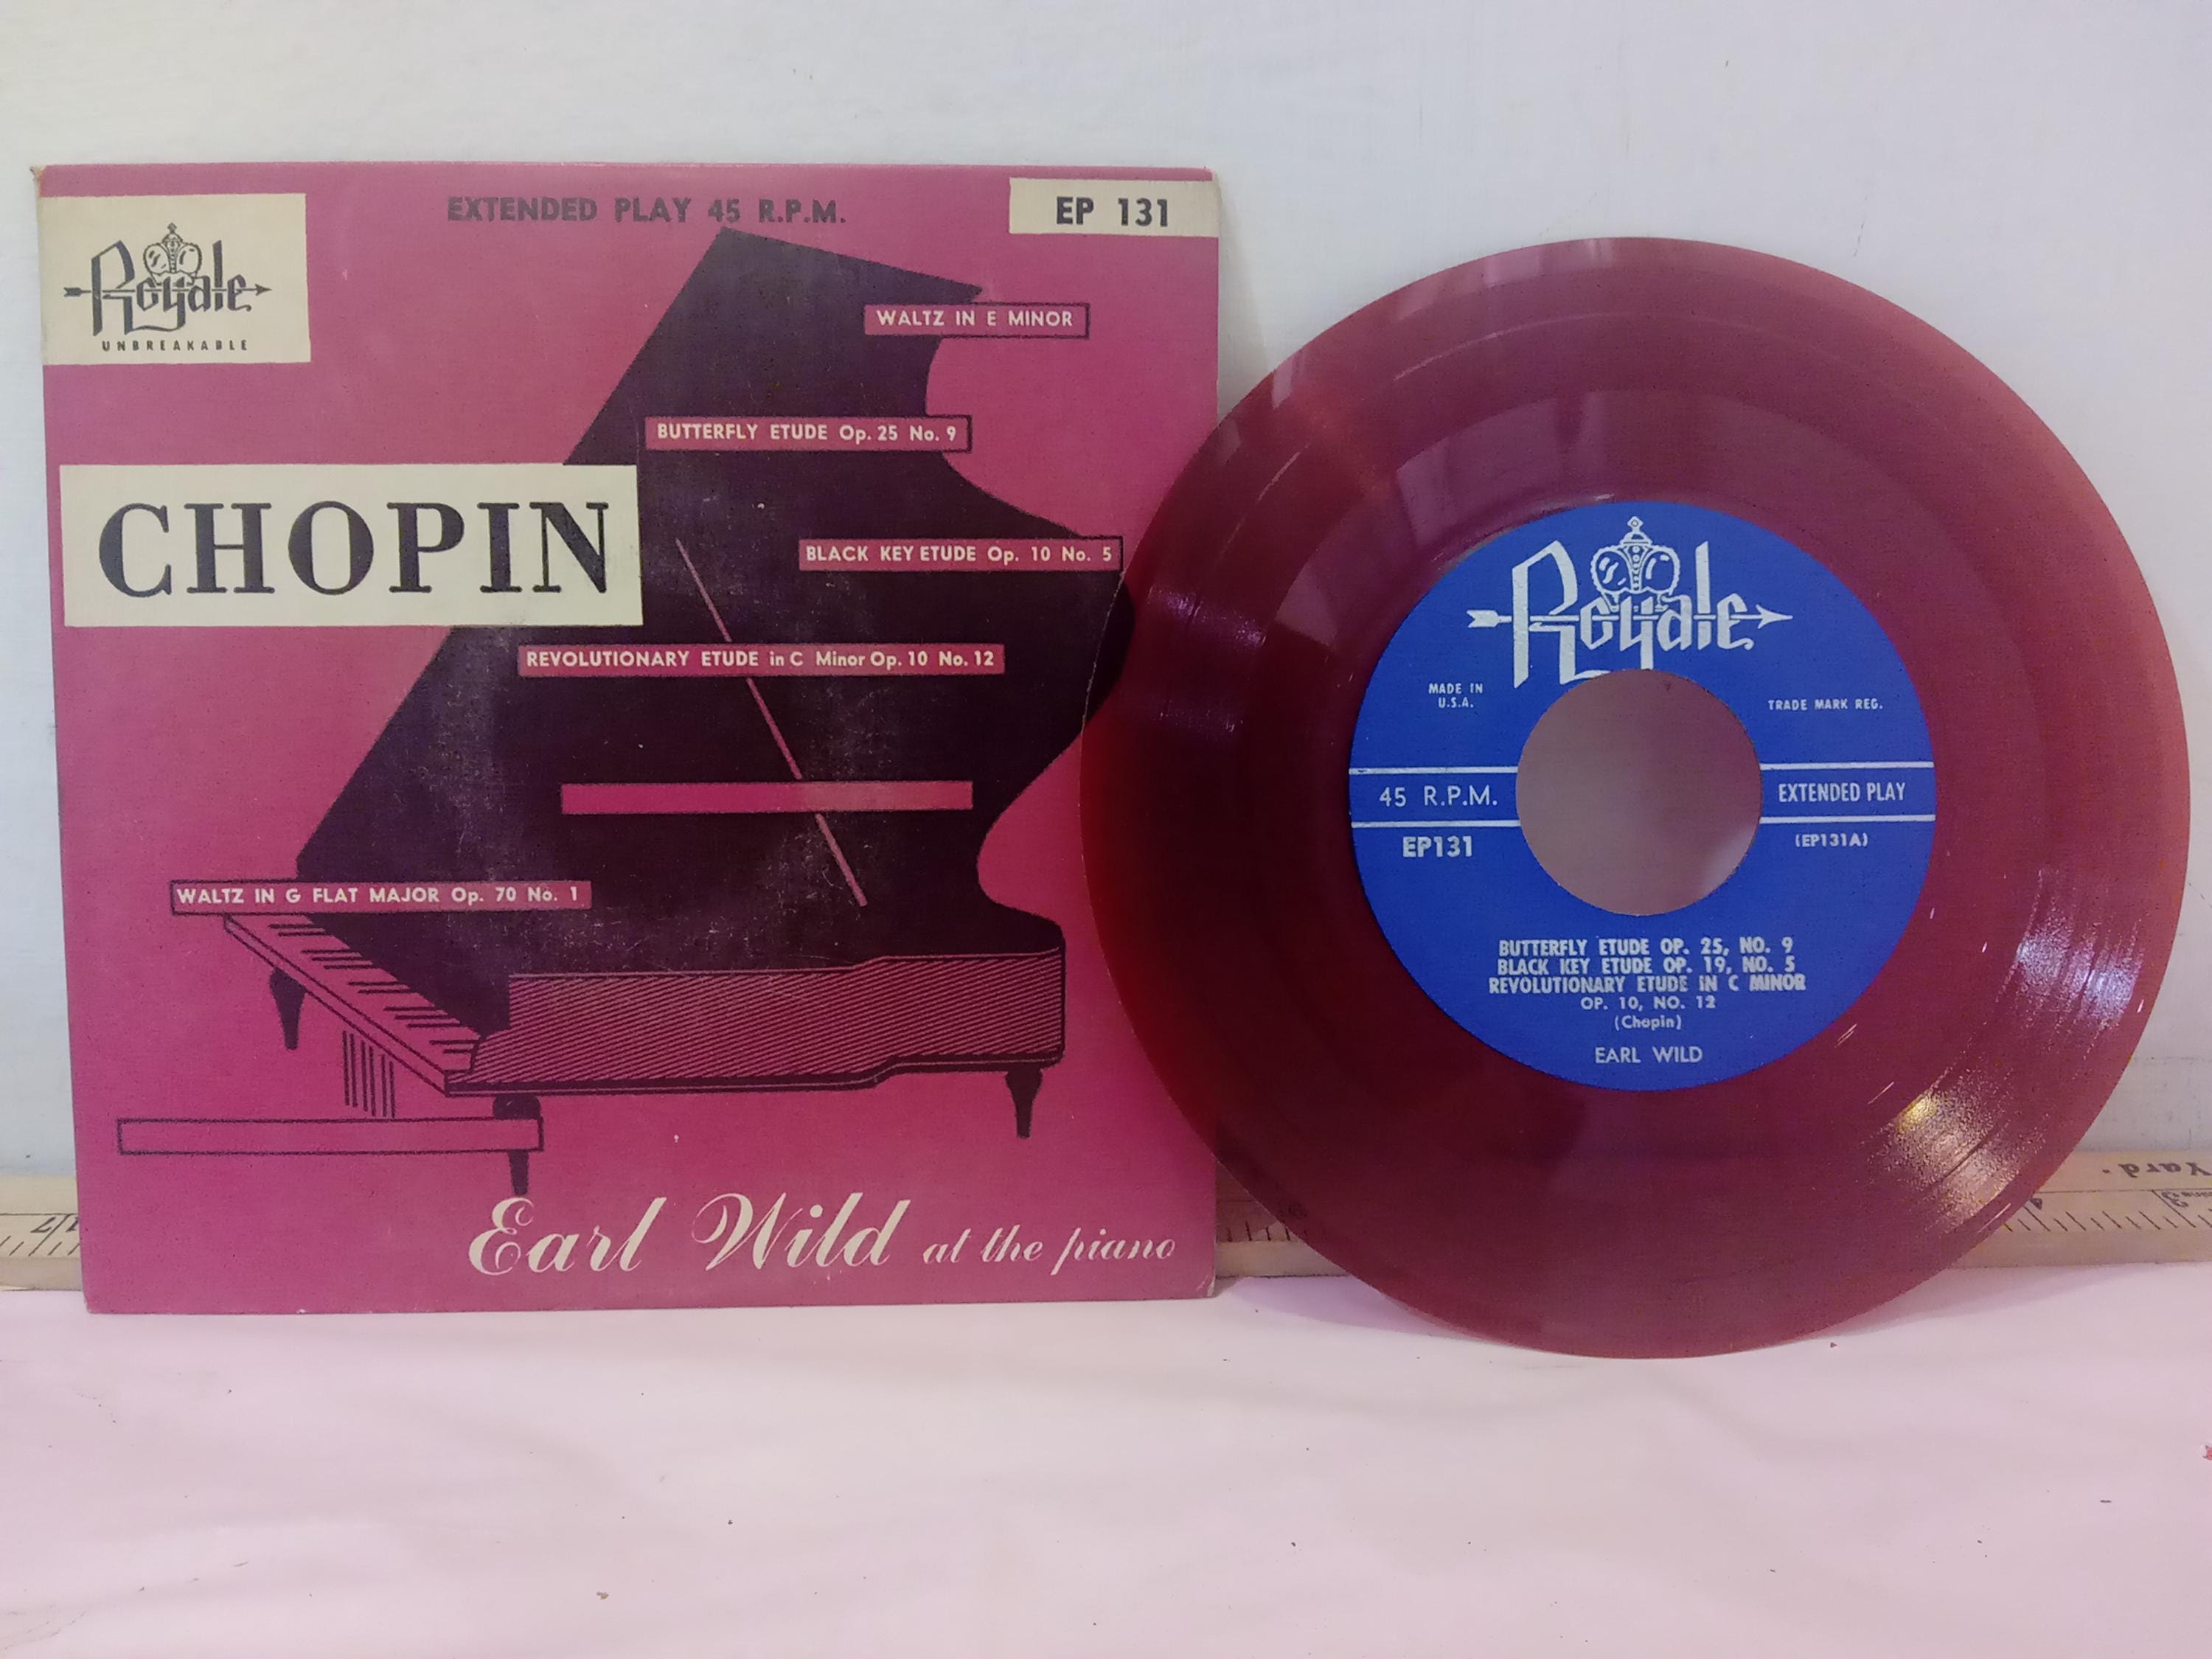 EXTENDED PLAY 45 R.P.M.
EP 131
Royale
UNBREAKABLE
WALTZ IN E MINOR
BUTTERFLY ETUDE Op. 25 No. 9
CHOPIN
BLACK KEY ETUDE Op. 10 No. 5
REVOLUTIONARY ETUDE in C Minor Op. 10 No. 12
WALTZ IN G FLAT MAJOR Op. 70 No. 1
Earl Wild at the piano
Royale
MADE IN
U.S.A.
TRADE MARK REG.
45 R.P.M.
EXTENDED PLAY
EP131
(EP131A)
BUTTERFLY ETUDE OP. 25, NO. 9
BLACK KEY ETUDE OP. 19, NO. 5
REVOLUTIONARY ETUDE IN C MINOR
OP. 10, NO. 12
(Chopin)
EARL WILD
Yard
4
3
17